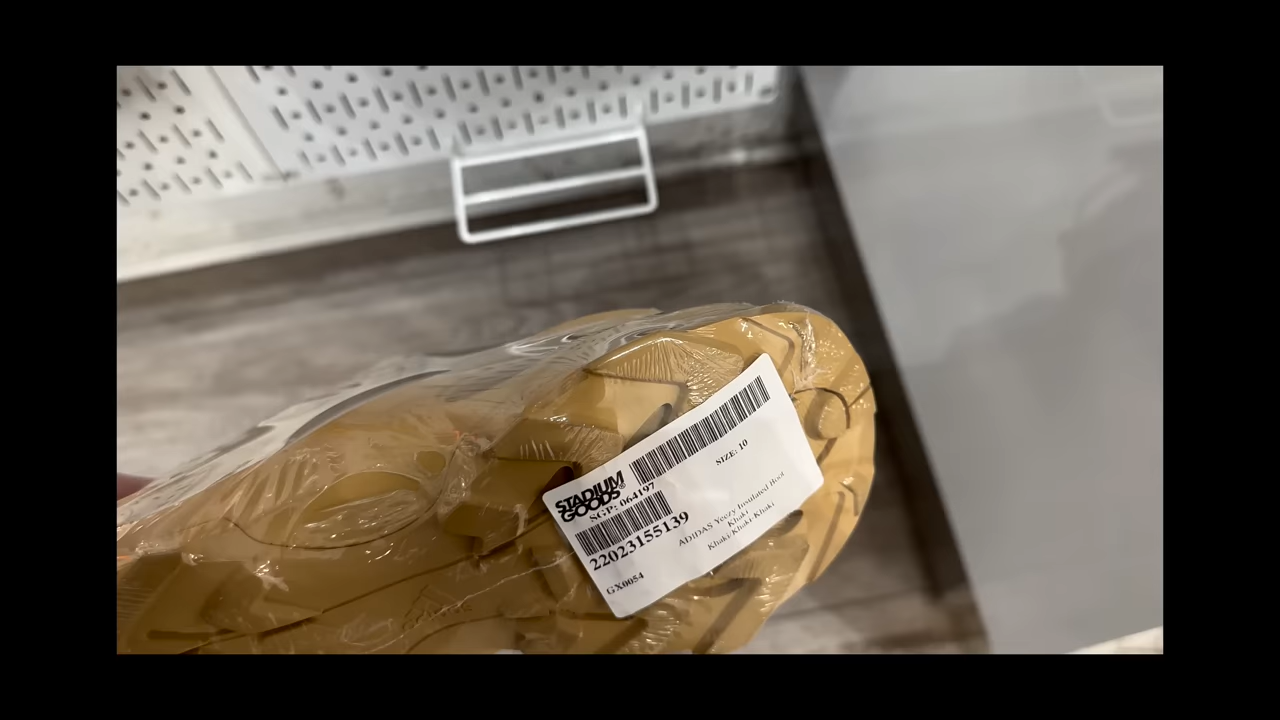 STADIUM
GOODS®
SGP: 064197
22023155139
GX0054
SIZE: 10
ADIDAS Yeezy Insulated Boot
Khaki
Khaki-Khaki-Khaki